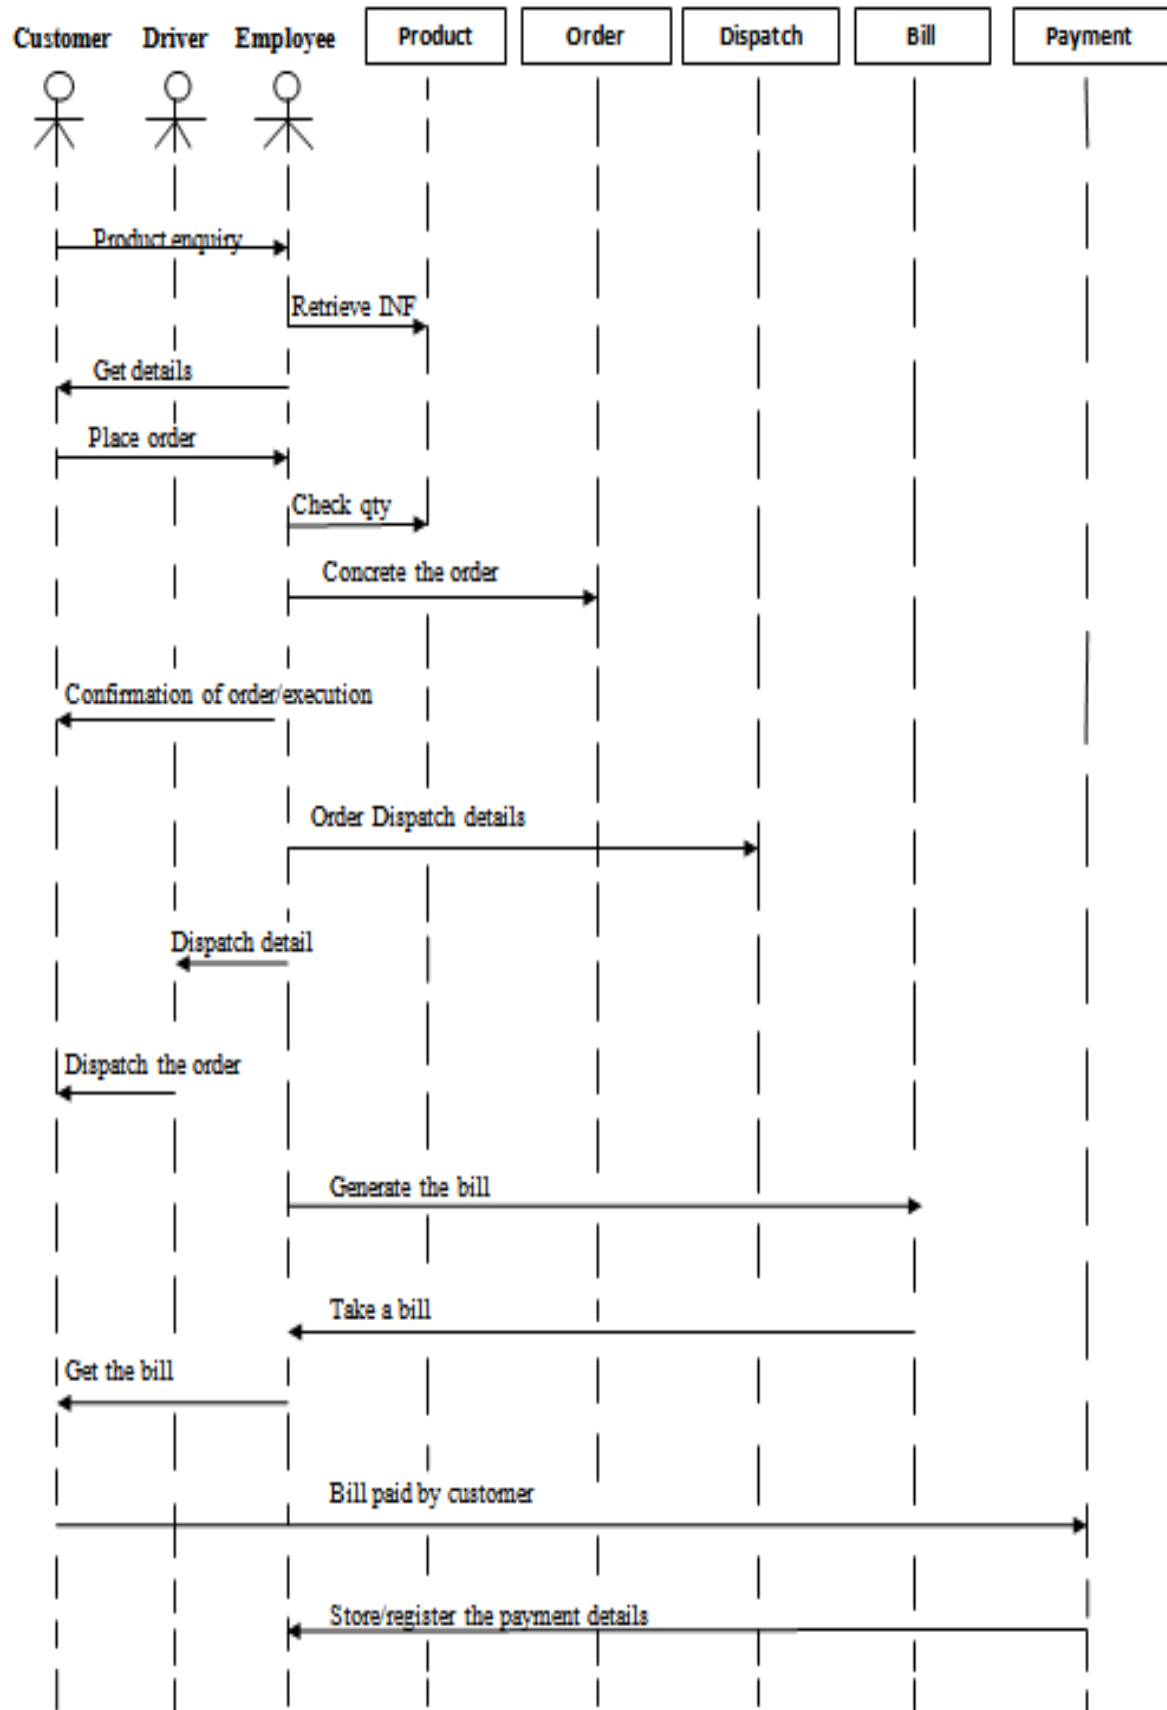 Customer Driver Employee Product Order Dispatch Bill Payment
Product enquiry
Retrieve INF
Get details
Place order
Check qty
Concrete the order
Confirmation of order/execution
Order Dispatch details
Dispatch detail
Dispatch the order
Generate the bill
Take a bill
Get the bill
Bill paid by customer
Store/register the payment details